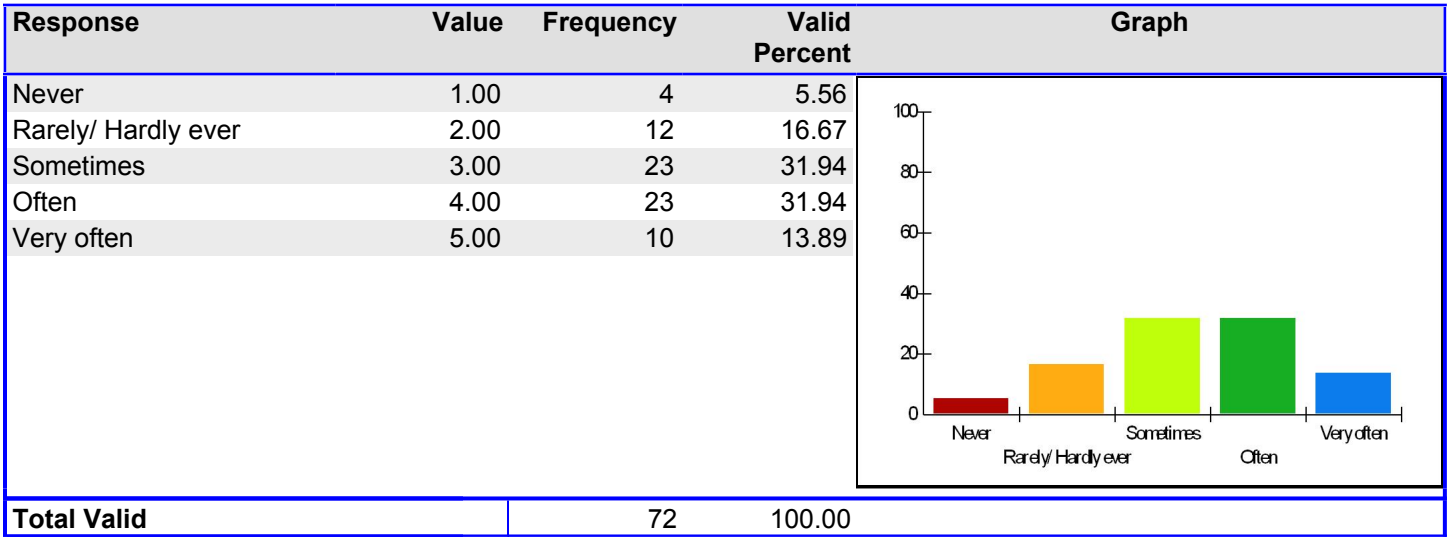 Response Value Frequency Valid Percent Graph
Never 1.00 4 5.56
Rarely/ Hardly ever 2.00 12 16.67
Sometimes 3.00 23 31.94
Often 4.00 23 31.94
Very often 5.00 10 13.89
100
80
60
40
20
0
Never Sometimes Very often
Rarely/ Hardly ever Often
Total Valid 72 100.00